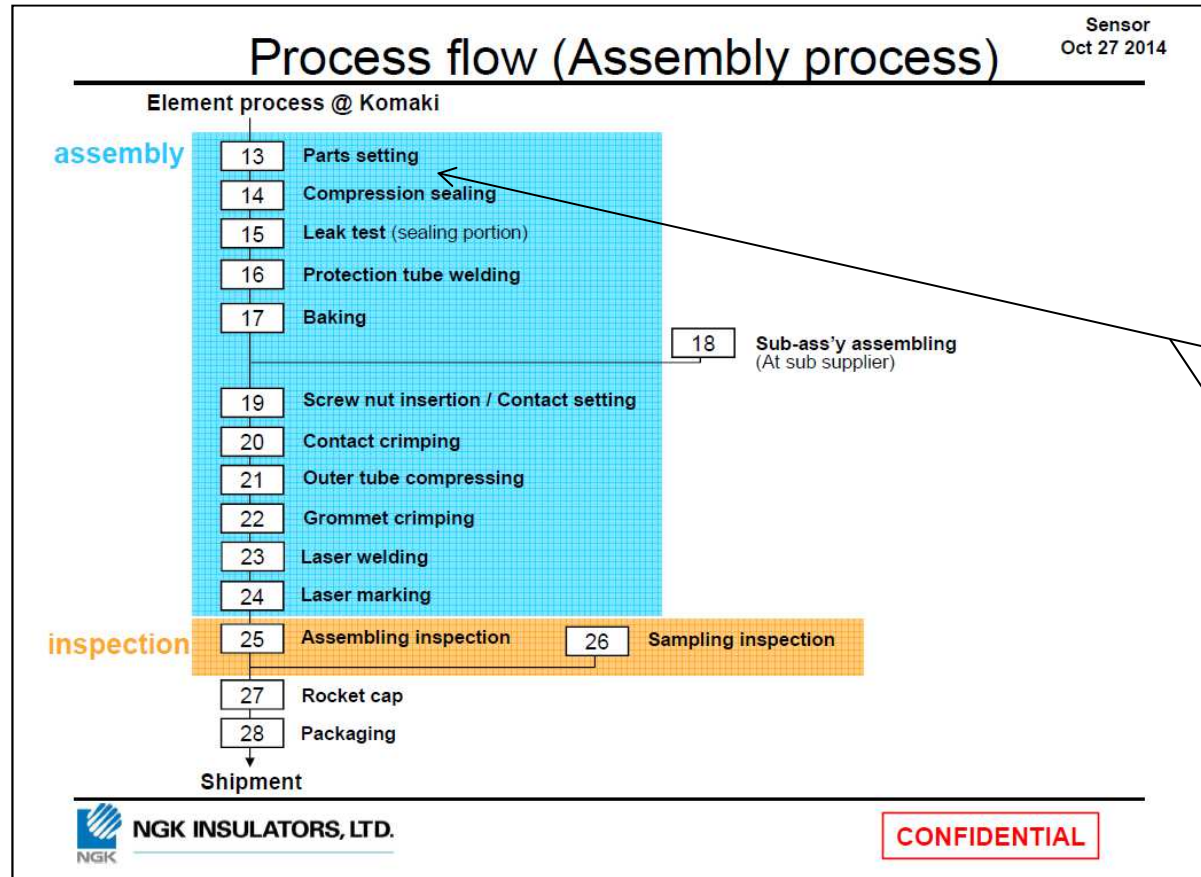 Sensor
Oct 27 2014
Process flow (Assembly process)
Element process @ Komaki
assembly
13 Parts setting
14 Compression sealing
15 Leak test (sealing portion)
16 Protection tube welding
17 Baking
18 Sub-ass'y assembling
(At sub supplier)
19 Screw nut insertion / Contact setting
20 Contact crimping
21 Outer tube compressing
22 Grommet crimping
23 Laser welding
24 Laser marking
inspection
25 Assembling inspection
26 Sampling inspection
27 Rocket cap
28 Packaging
Shipment
NGK
NGK INSULATORS, LTD.
CONFIDENTIAL